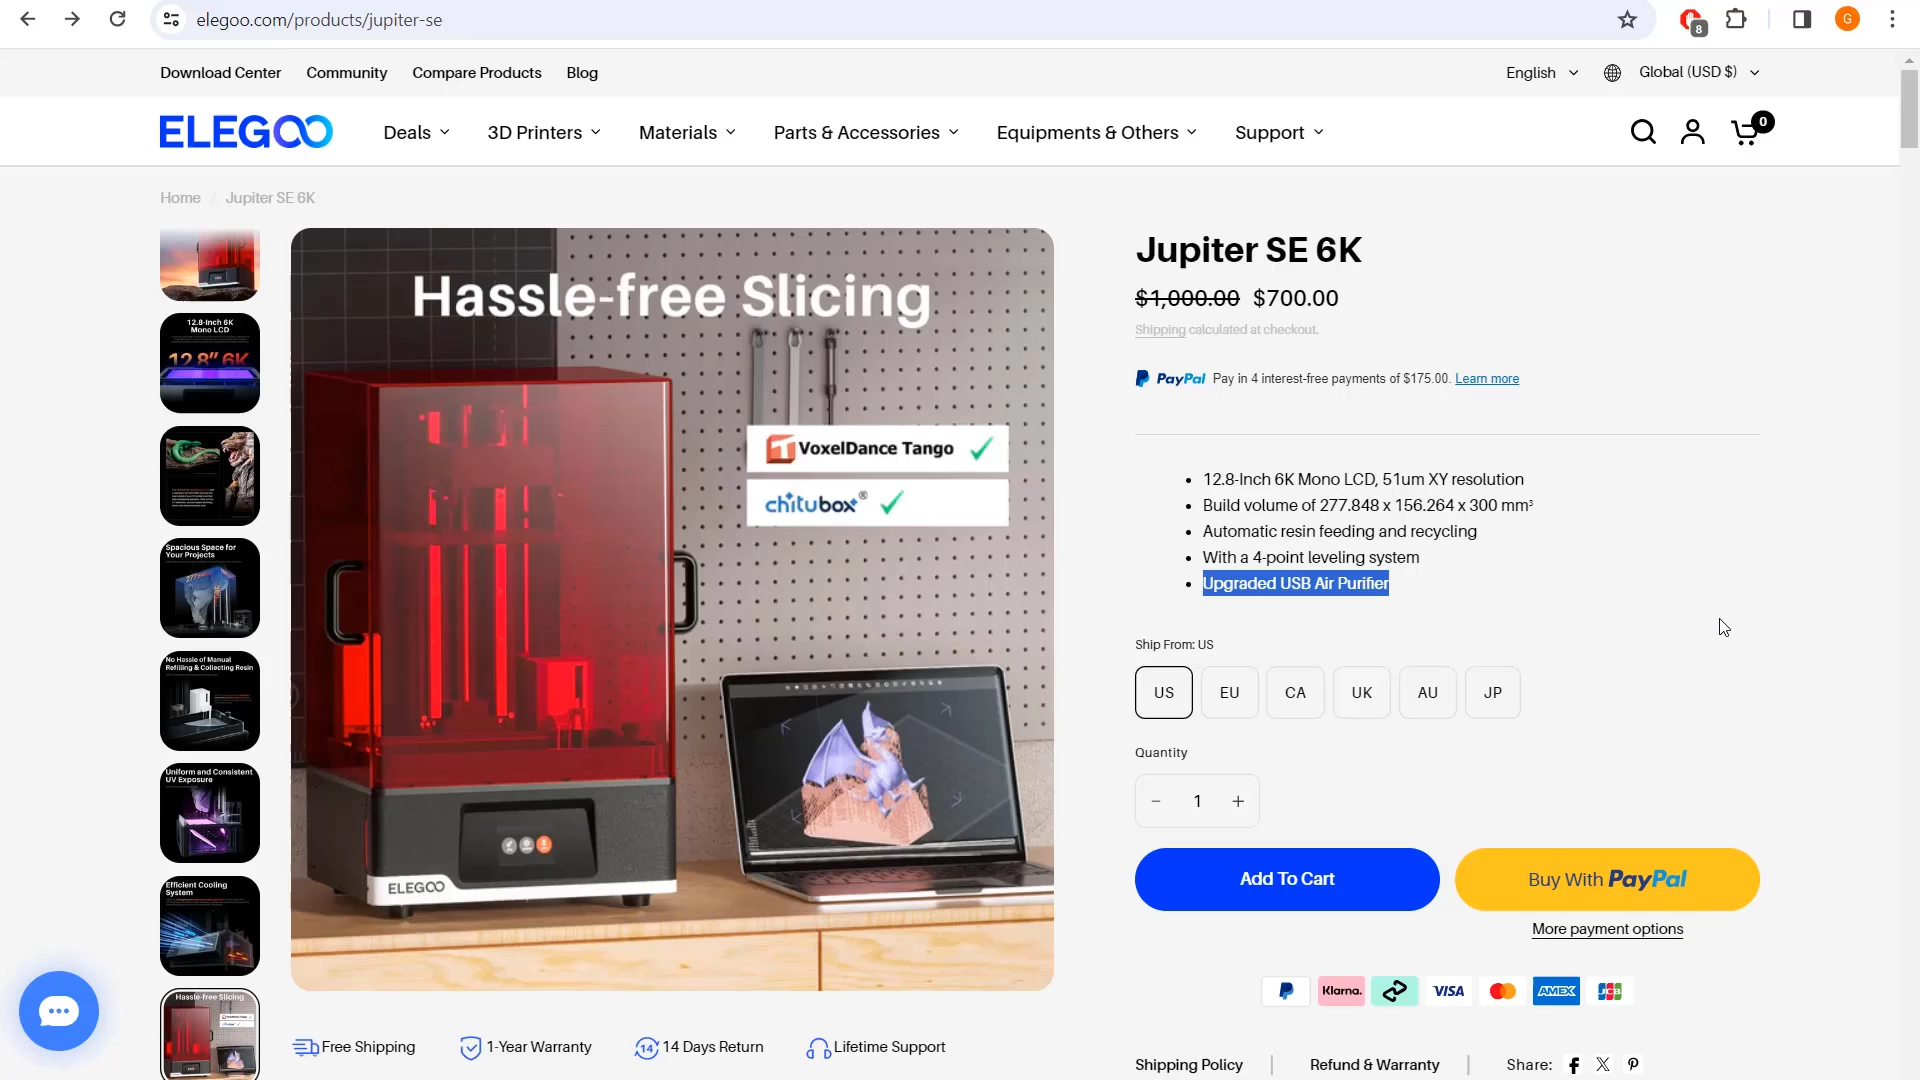 elegoo.com/products/jupiter-se
8
G
Download Center Community Compare Products Blog
English Global (USD $)
ELEGOO Deals 3D Printers Materials Parts & Accessories Equipments & Others Support 0
Home / Jupiter SE 6K
12.8-Inch 6K
Mono LCD
12.8" 6K
Spacious Space for
Your Projects
No Hassle of Manual
Refilling & Collecting Resin
Uniform and Consistent
UV Exposure
Efficient Cooling
System
Hassle-free Slicing
Hassle-free Slicing
VoxelDance Tango
chitubox®
ELEGOO
Jupiter SE 6K
$1,000.00 $700.00
Shipping calculated at checkout.
PayPal Pay in 4 interest-free payments of $175.00. Learn more
• 12.8-Inch 6K Mono LCD, 51um XY resolution
• Build volume of 277.848 x 156.264 x 300 mm³
• Automatic resin feeding and recycling
• With a 4-point leveling system
• Upgraded USB Air Purifier
Ship From: US
US EU CA UK AU JP
Quantity
− 1 +
Add To Cart Buy With PayPal
More payment options
Klarna. VISA AMEX JCB
Free Shipping 1-Year Warranty 14 14 Days Return Lifetime Support
Shipping Policy | Refund & Warranty | Share: